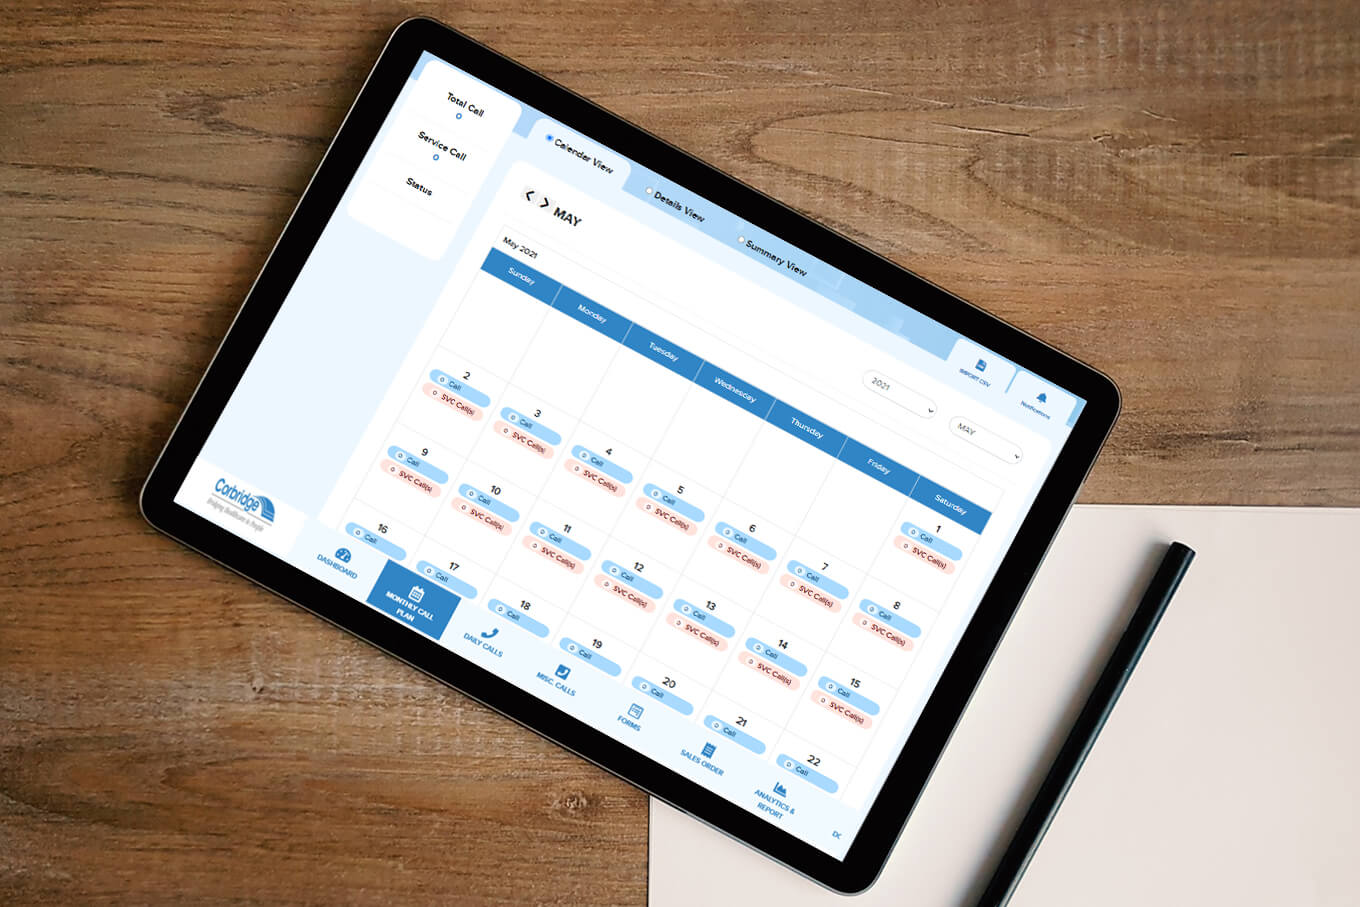 Total Call
0
Service Call
0
Status
Calendar View
Details View
Summary View
IMPORT CSV
Notifications
< > MAY
2021
MAY
May 2021
Sunday Monday Tuesday Wednesday Thursday Friday Saturday
1
0 Call
0 SVC Call(s)
2
0 Call
0 SVC Call(s)
3
0 Call
0 SVC Call(s)
4
0 Call
0 SVC Call(s)
5
0 Call
0 SVC Call(s)
6
0 Call
0 SVC Call(s)
7
0 Call
0 SVC Call(s)
8
0 Call
0 SVC Call(s)
9
0 Call
0 SVC Call(s)
10
0 Call
0 SVC Call(s)
11
0 Call
0 SVC Call(s)
12
0 Call
0 SVC Call(s)
13
0 Call
0 SVC Call(s)
14
0 Call
0 SVC Call(s)
15
0 Call
0 SVC Call(s)
16
0 Call
17
0 Call
18
0 Call
19
0 Call
20
0 Call
21
0 Call
22
0 Call
Corbridge
Bridging Healthcare to People
DASHBOARD
MONTHLY CALL
PLAN
DAILY CALLS
MISC. CALLS
FORMS
SALES ORDER
ANALYTICS &
REPORT
DC